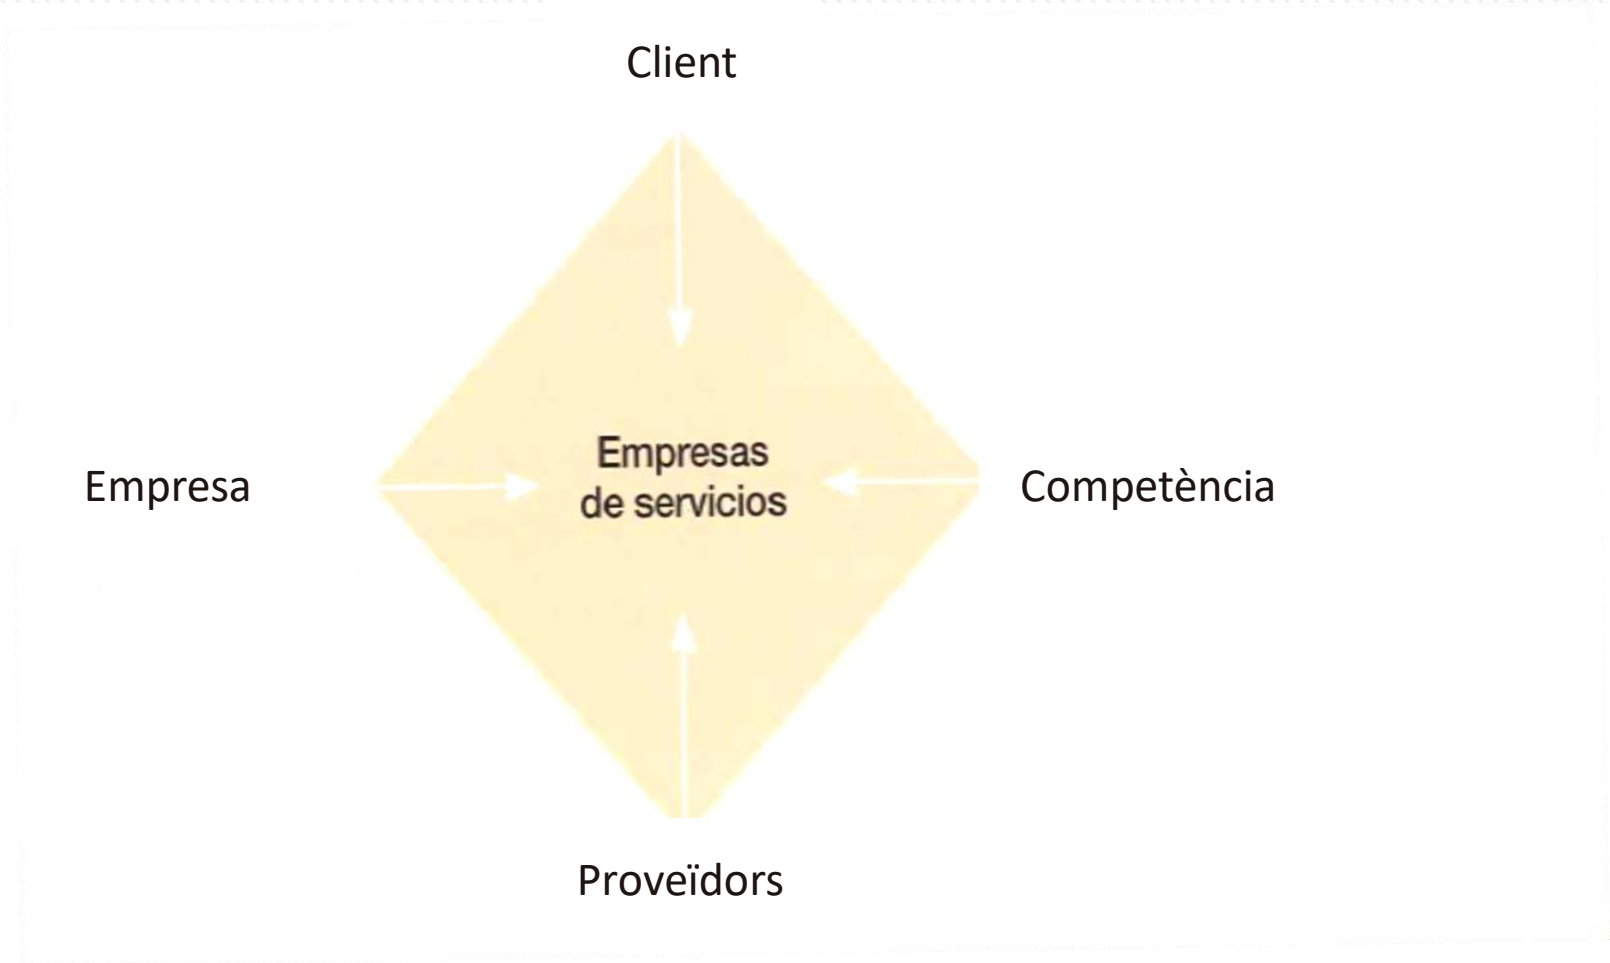 Client
Empresa
Empresas
de servicios
Competència
Proveïdors